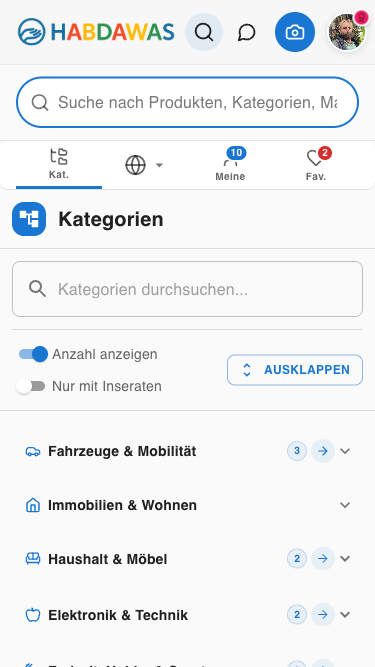 HABDAWAS
Suche nach Produkten, Kategorien, Ma
Kat.
10
Meine
2
Fav.
Kategorien
Kategorien durchsuchen...
Anzahl anzeigen
Nur mit Inseraten
AUSKLAPPEN
Fahrzeuge & Mobilität 3
Immobilien & Wohnen
Haushalt & Möbel 2
Elektronik & Technik 2